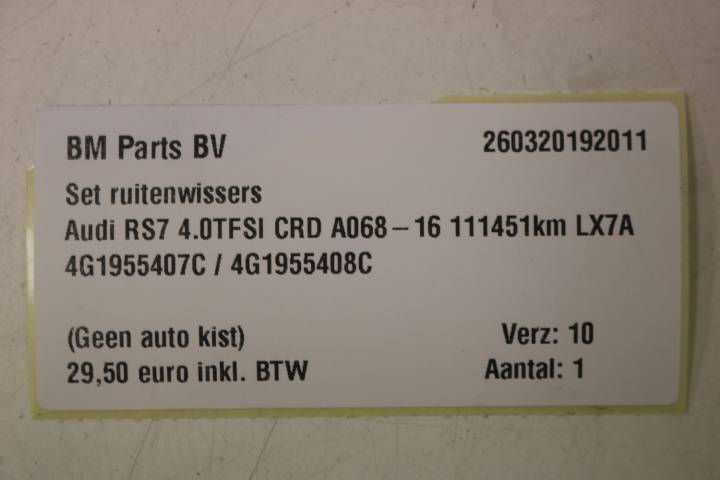 BM Parts BV 260320192011
Set ruitenwissers
Audi RS7 4.0TFSI CRD A068-16 111451km LX7A
4G1955407C / 4G1955408C
(Geen auto kist) Verz: 10
29,50 euro inkl. BTW Aantal: 1